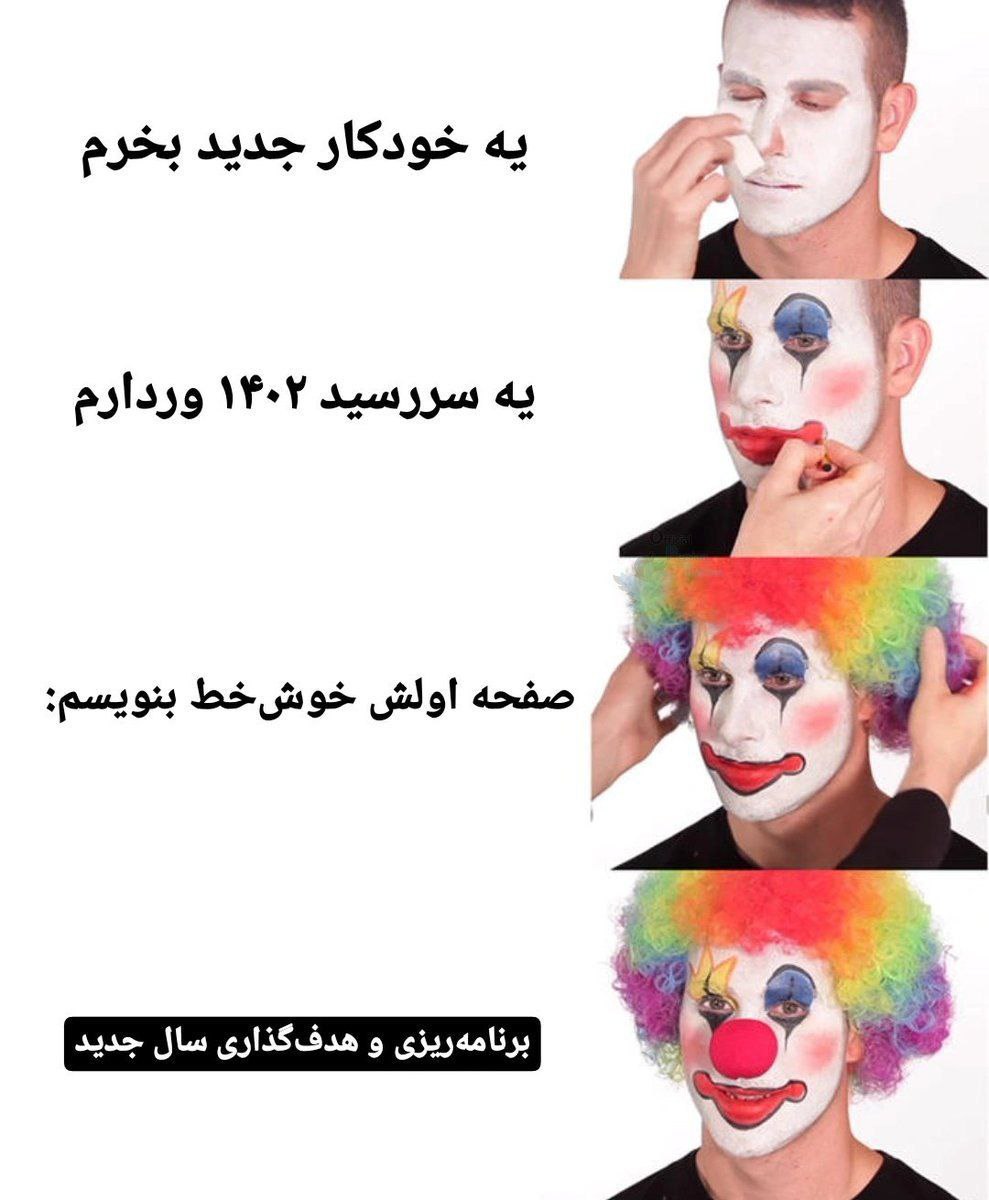 یه خودکار جدید بخرم
یه سررسید ۱۴۰۲ وردارم
Official
صفحه اولش خوش‌خط بنویسم:
برنامه‌ریزی و هدف‌گذاری سال جدید